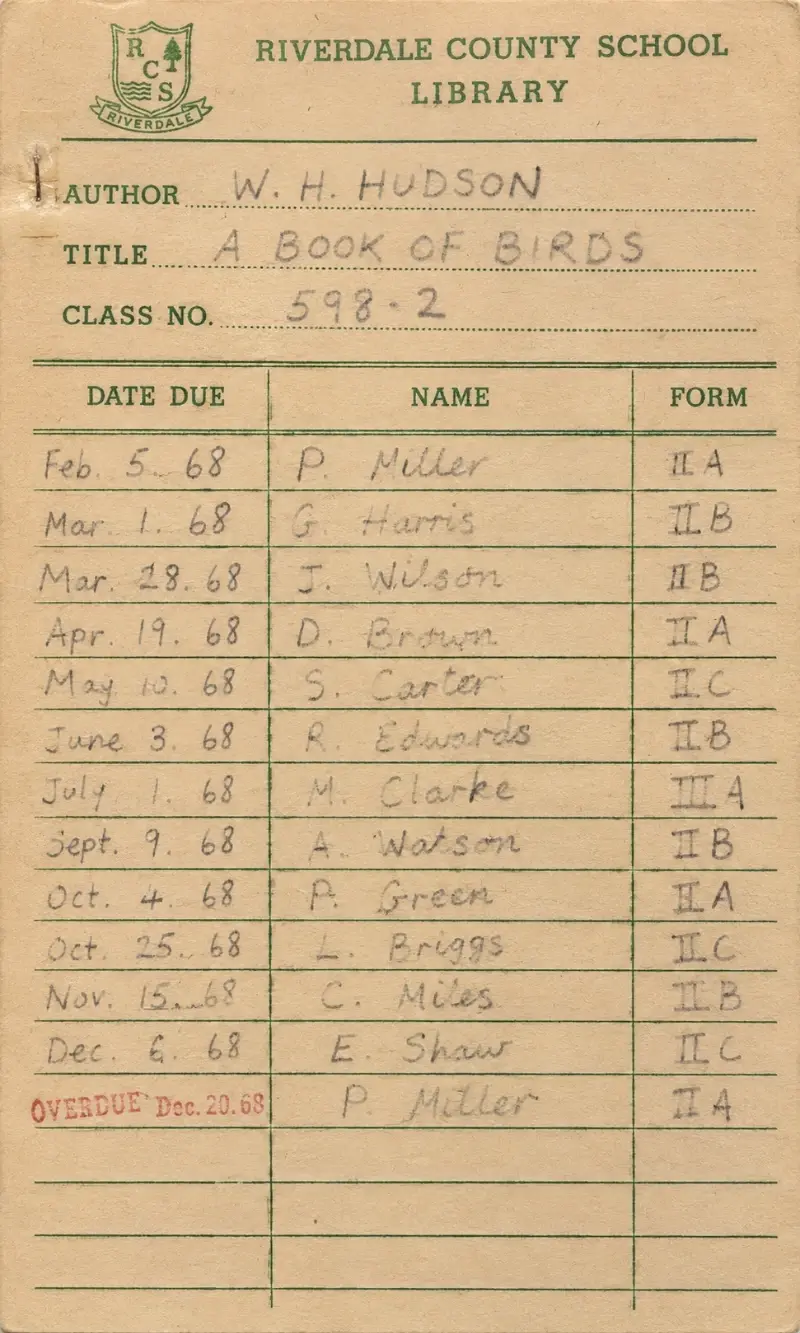 R C S
RIVERDALE
RIVERDALE COUNTY SCHOOL
LIBRARY
AUTHOR W. H. HUDSON
TITLE A BOOK OF BIRDS
CLASS NO. 598.2
DATE DUE NAME FORM
Feb. 5. 68 P. Miller II A
Mar. 1. 68 G. Harris II B
Mar. 28. 68 J. Wilson II B
Apr. 19. 68 D. Brown II A
May 10. 68 S. Carter II C
June 3. 68 R. Edwards II B
July 1. 68 M. Clarke III A
Sept. 9. 68 A. Watson II B
Oct. 4. 68 P. Green II A
Oct. 25. 68 L. Briggs II C
Nov. 15. 68 C. Miles II B
Dec. 6. 68 E. Shaw II C
OVERDUE Dec. 20. 68 P. Miller II A